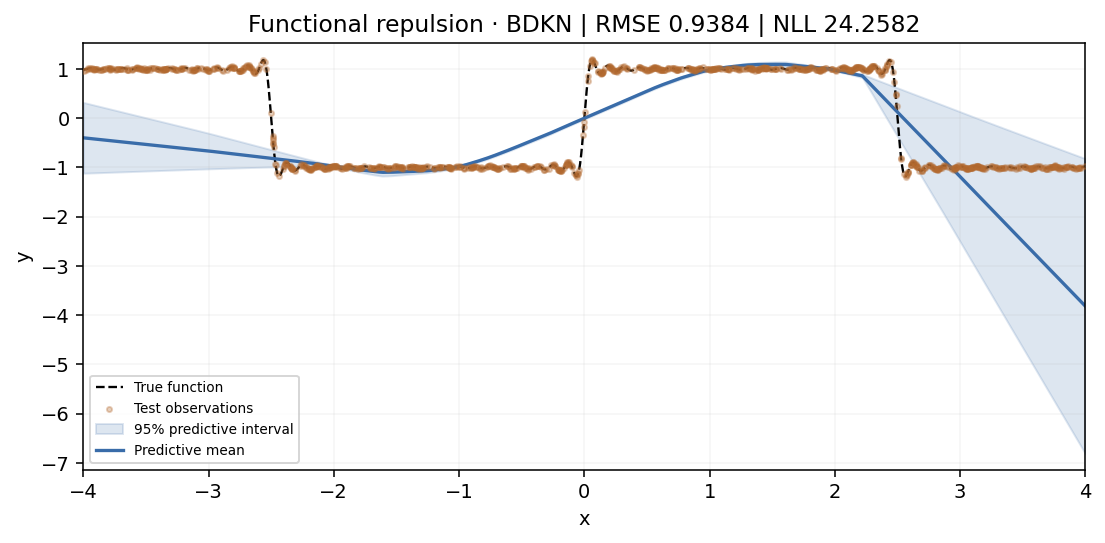 Functional repulsion · BDKN | RMSE 0.9384 | NLL 24.2582
y
1
0
−1
−2
−3
−4
−5
−6
−7
True function
Test observations
95% predictive interval
Predictive mean
−4 −3 −2 −1 0 1 2 3 4
x